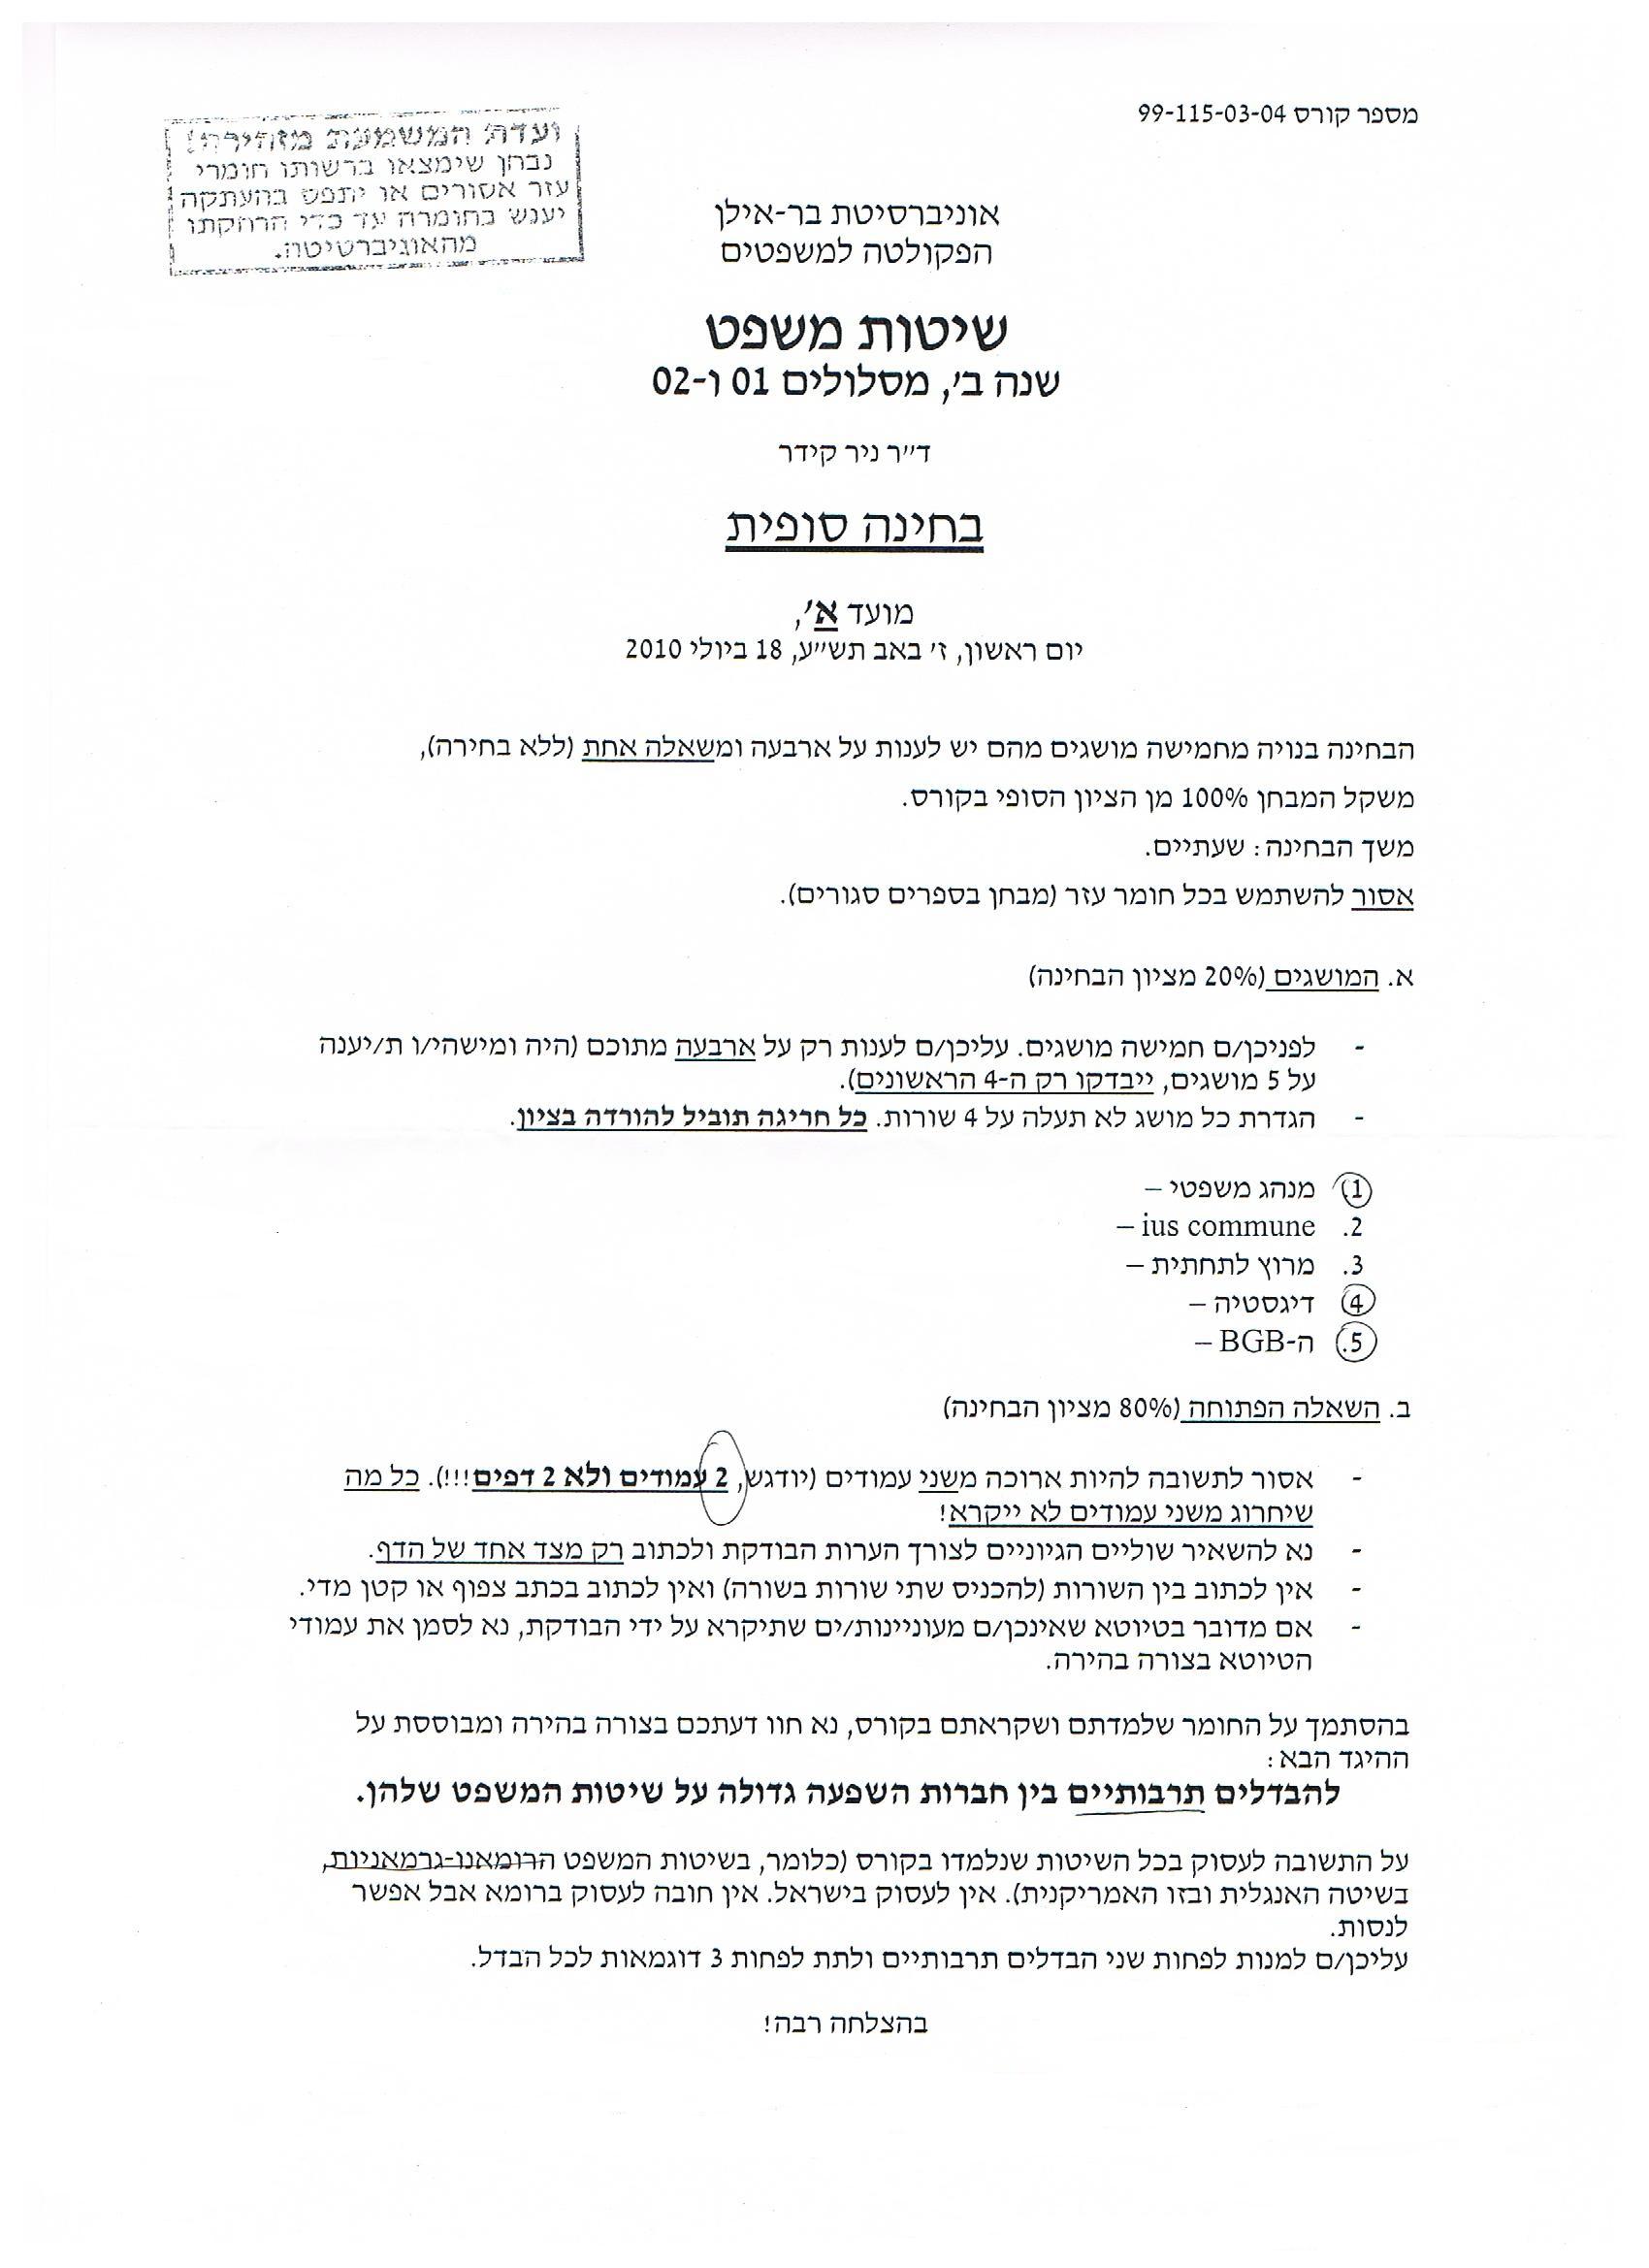 מספר קורס 99-115-03-04
ועדת המשמעת מזהירה!
נבחן שימצאו ברשותו חומרי
עזר אסורים או יתפס בהעתקה
יענש בחומרה עד כדי הרחקתו
מהאוניברסיטה.
אוניברסיטת בר-אילן
הפקולטה למשפטים
שיטות משפט
שנה ב', מסלולים 01 ו-02
ד"ר ניר קידר
בחינה סופית
מועד א',
יום ראשון, ז' באב תש"ע, 18 ביולי 2010
הבחינה בנויה מחמישה מושגים מהם יש לענות על ארבעה ומשאלה אחת (ללא בחירה),
משקל המבחן 100% מן הציון הסופי בקורס.
משך הבחינה: שעתיים.
אסור להשתמש בכל חומר עזר (מבחן בספרים סגורים).
א. המושגים (20% מציון הבחינה)
- לפניכן/ם חמישה מושגים. עליכן/ם לענות רק על ארבעה מתוכם (היה ומישהי/ו ת/יענה
על 5 מושגים, ייבדקו רק ה-4 הראשונים).
- הגדרת כל מושג לא תעלה על 4 שורות. כל חריגה תוביל להורדה בציון.
1. מנהג משפטי –
2. ius commune –
3. מרוץ לתחתית –
4. דיגסטיה –
5. ה-BGB –
ב. השאלה הפתוחה (80% מציון הבחינה)
- אסור לתשובה להיות ארוכה משני עמודים (יודגש, 2 עמודים ולא 2 דפים!!!). כל מה
שיחרוג משני עמודים לא ייקרא!
- נא להשאיר שוליים הגיוניים לצורך הערות הבודקת ולכתוב רק מצד אחד של הדף.
- אין לכתוב בין השורות (להכניס שתי שורות בשורה) ואין לכתוב בכתב צפוף או קטן מדי.
- אם מדובר בטיוטא שאינכן/ם מעוניינות/ים שתיקרא על ידי הבודקת, נא לסמן את עמודי
הטיוטא בצורה בהירה.
בהסתמך על החומר שלמדתם ושקראתם בקורס, נא חוו דעתכם בצורה בהירה ומבוססת על
ההיגד הבא:
להבדלים תרבותיים בין חברות השפעה גדולה על שיטות המשפט שלהן.
על התשובה לעסוק בכל השיטות שנלמדו בקורס (כלומר, בשיטות המשפט הרומאנו-גרמאניות,
בשיטה האנגלית ובזו האמריקנית). אין לעסוק בישראל. אין חובה לעסוק ברומא אבל אפשר
לנסות.
עליכן/ם למנות לפחות שני הבדלים תרבותיים ולתת לפחות 3 דוגמאות לכל הבדל.
בהצלחה רבה!